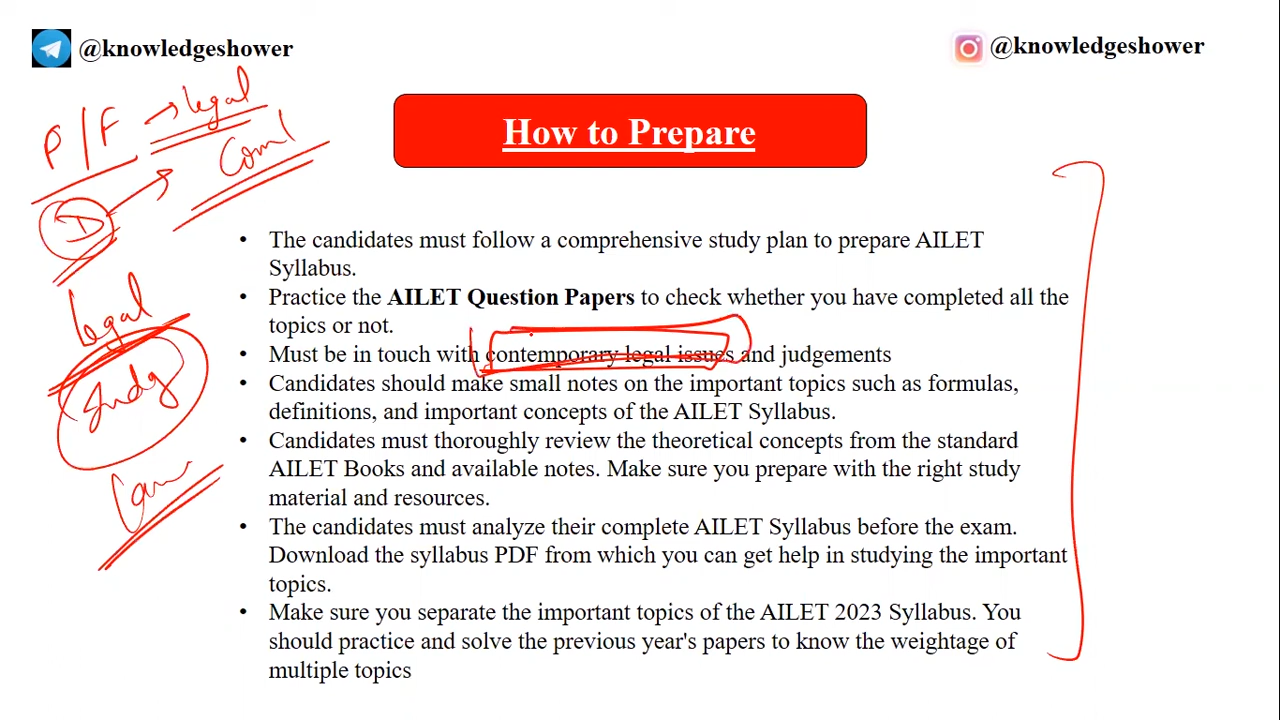 @knowledgeshower
@knowledgeshower
P/F → legal
Com
D
How to Prepare
• The candidates must follow a comprehensive study plan to prepare AILET
Syllabus.
• Practice the AILET Question Papers to check whether you have completed all the
topics or not.
legal
• Must be in touch with contemporary legal issues and judgements
• Candidates should make small notes on the important topics such as formulas,
definitions, and important concepts of the AILET Syllabus.
• Candidates must thoroughly review the theoretical concepts from the standard
AILET Books and available notes. Make sure you prepare with the right study
material and resources.
• The candidates must analyze their complete AILET Syllabus before the exam.
Download the syllabus PDF from which you can get help in studying the important
topics.
• Make sure you separate the important topics of the AILET 2023 Syllabus. You
should practice and solve the previous year's papers to know the weightage of
multiple topics